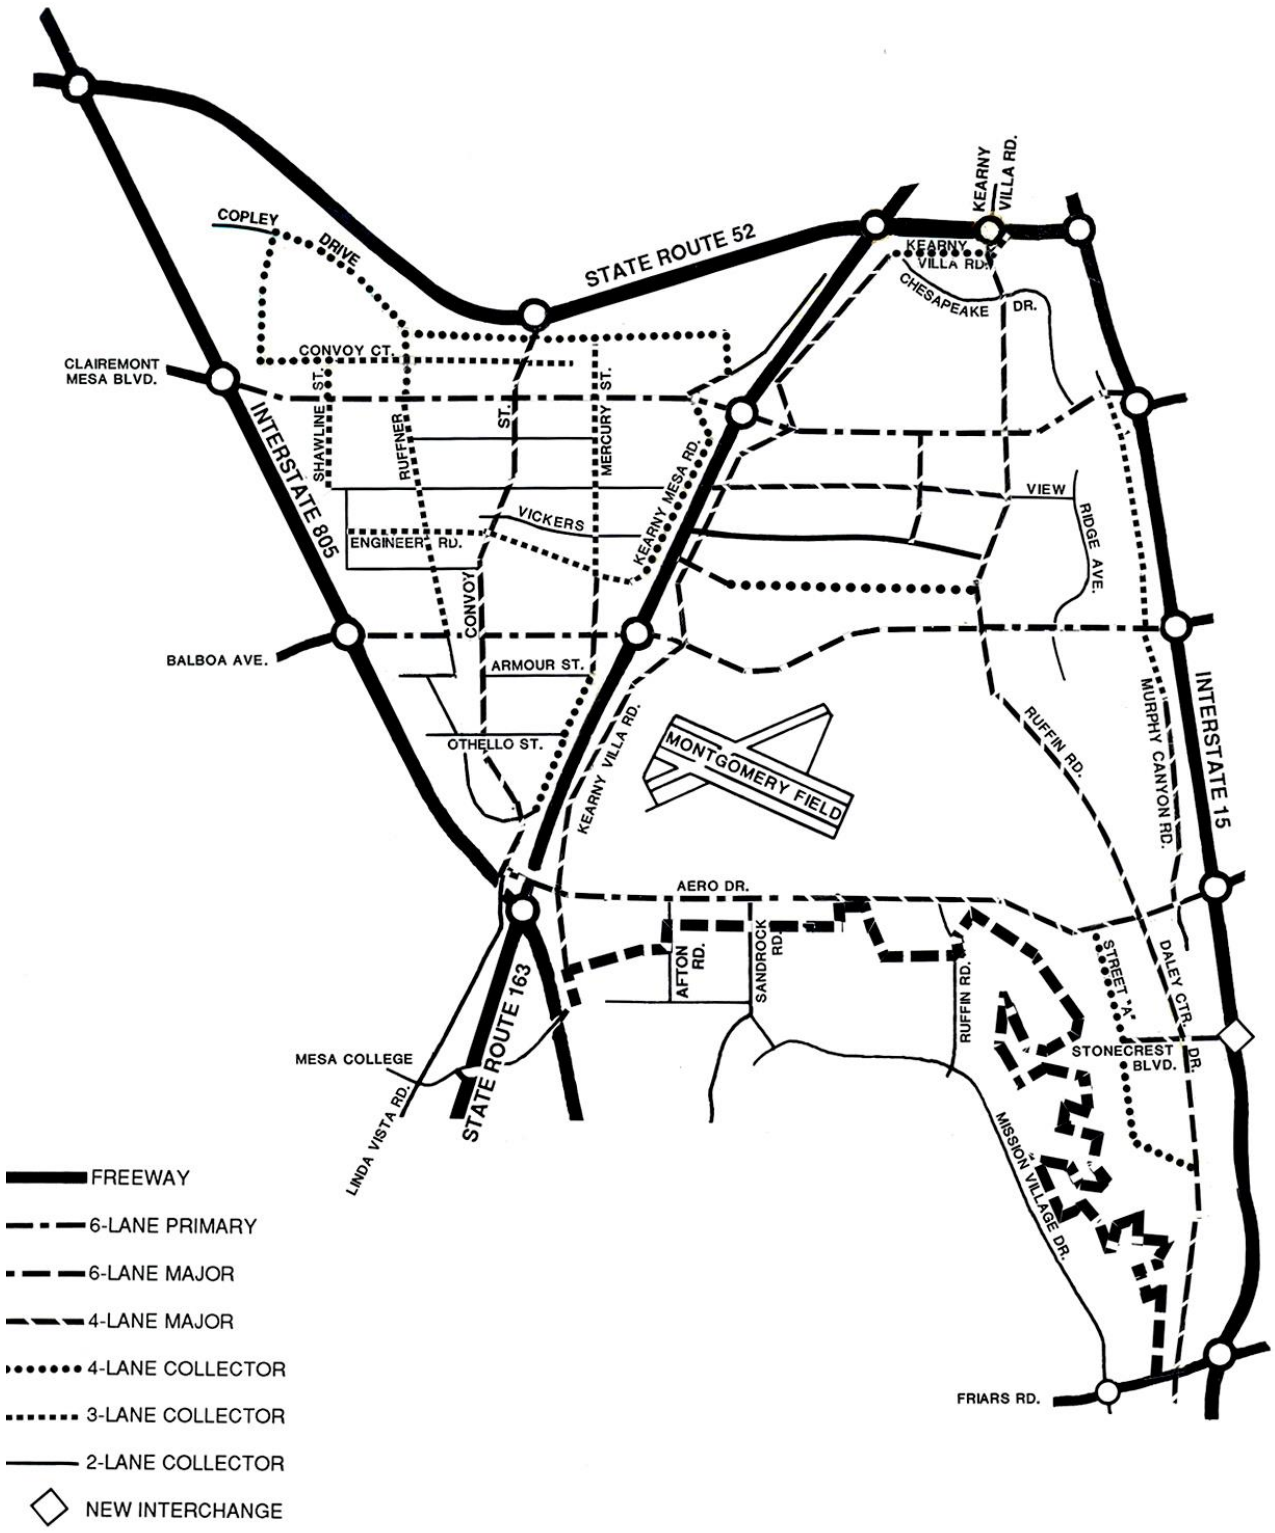 KEARNY
VILLA RD.
COPLEY
DRIVE
STATE ROUTE 52
KEARNY
VILLA RD.
CHESAPEAKE DR.
CLAIREMONT
MESA BLVD.
CONVOY CT.
SHAWLINE ST.
RUFFNER
ST.
MERCURY ST.
INTERSTATE 805
KEARNY MESA RD.
VIEW
RIDGE AVE.
VICKERS
ENGINEER RD.
CONVOY
BALBOA AVE.
ARMOUR ST.
OTHELLO ST.
KEARNY VILLA RD.
MONTGOMERY FIELD
RUFFIN RD.
MURPHY CANYON RD.
INTERSTATE 15
AERO DR.
AFTON
RD.
SANDROCK
RD.
RUFFIN RD.
STREET "A"
DALEY CTR. DR.
STONECREST
BLVD.
MESA COLLEGE
STATE ROUTE 163
LINDA VISTA RD.
MISSION VILLAGE DR.
FRIARS RD.
FREEWAY
6-LANE PRIMARY
6-LANE MAJOR
4-LANE MAJOR
4-LANE COLLECTOR
3-LANE COLLECTOR
2-LANE COLLECTOR
NEW INTERCHANGE